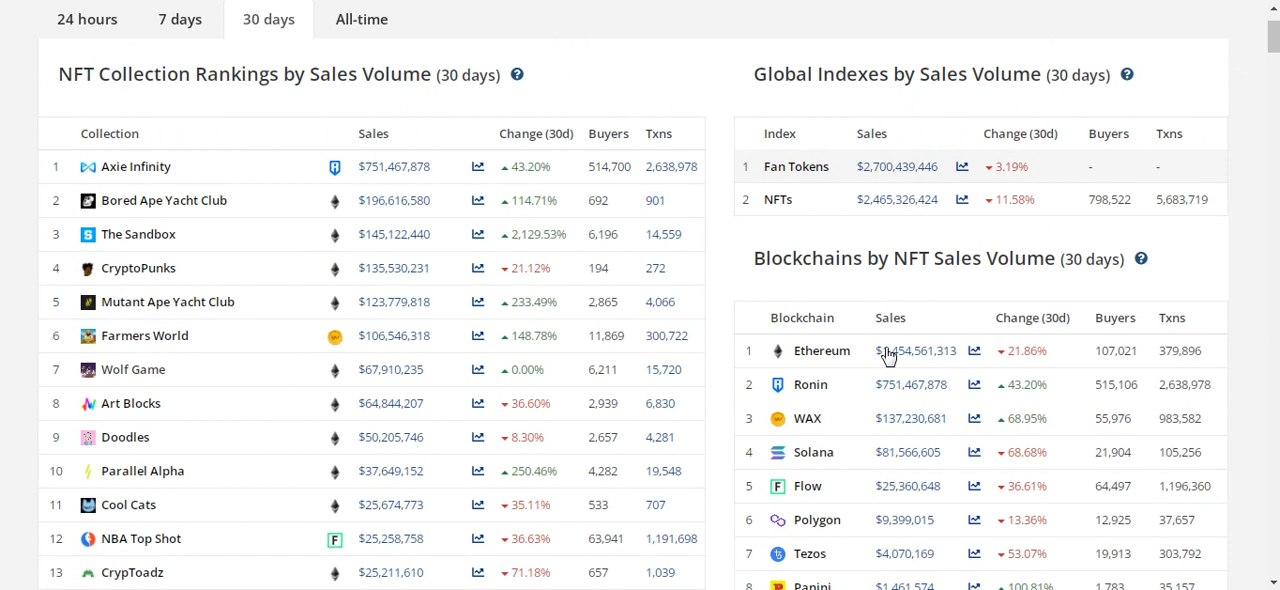 24 hours 7 days 30 days All-time
NFT Collection Rankings by Sales Volume (30 days) ?
Collection Sales Change (30d) Buyers Txns
1 Axie Infinity $751,467,878 43.20% 514,700 2,638,978
2 Bored Ape Yacht Club $196,616,580 114.71% 692 901
3 The Sandbox $145,122,440 2,129.53% 6,196 14,559
4 CryptoPunks $135,530,231 21.12% 194 272
5 Mutant Ape Yacht Club $123,779,818 233.49% 2,865 4,066
6 Farmers World $106,546,318 148.78% 11,869 300,722
7 Wolf Game $67,910,235 0.00% 6,211 15,720
8 Art Blocks $64,844,207 36.60% 2,939 6,830
9 Doodles $50,205,746 8.30% 2,657 4,281
10 Parallel Alpha $37,649,152 250.46% 4,282 19,548
11 Cool Cats $25,674,773 35.11% 533 707
12 NBA Top Shot F $25,258,758 36.63% 63,941 1,191,698
13 CrypToadz $25,211,610 71.18% 657 1,039
Global Indexes by Sales Volume (30 days) ?
Index Sales Change (30d) Buyers Txns
1 Fan Tokens $2,700,439,446 3.19% - -
2 NFTs $2,465,326,424 11.58% 798,522 5,683,719
Blockchains by NFT Sales Volume (30 days) ?
Blockchain Sales Change (30d) Buyers Txns
1 Ethereum 21.86% 107,021 379,896
2 Ronin $751,467,878 43.20% 515,106 2,638,978
3 WAX $137,230,681 68.95% 55,976 983,582
4 Solana $81,566,605 68.68% 21,904 105,256
5 F Flow $25,360,648 36.61% 64,497 1,196,360
6 Polygon $9,399,015 13.36% 12,925 37,657
7 Tezos $4,070,169 53.07% 19,913 303,792
8 Panini $1,461,574 100.81% 1,783 35,157